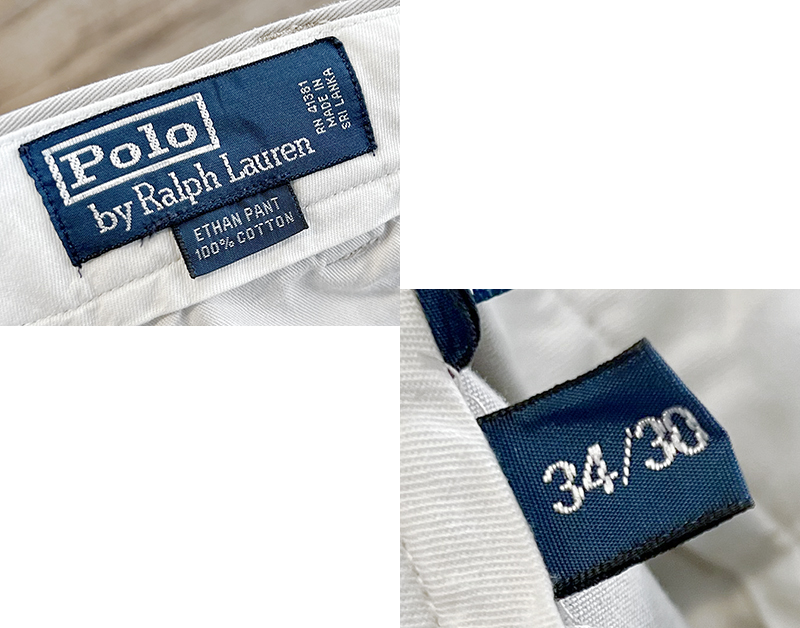 Polo
by Ralph Lauren
RN 41381
MADE IN
SRI LANKA
ETHAN PANT
100% COTTON
34/30